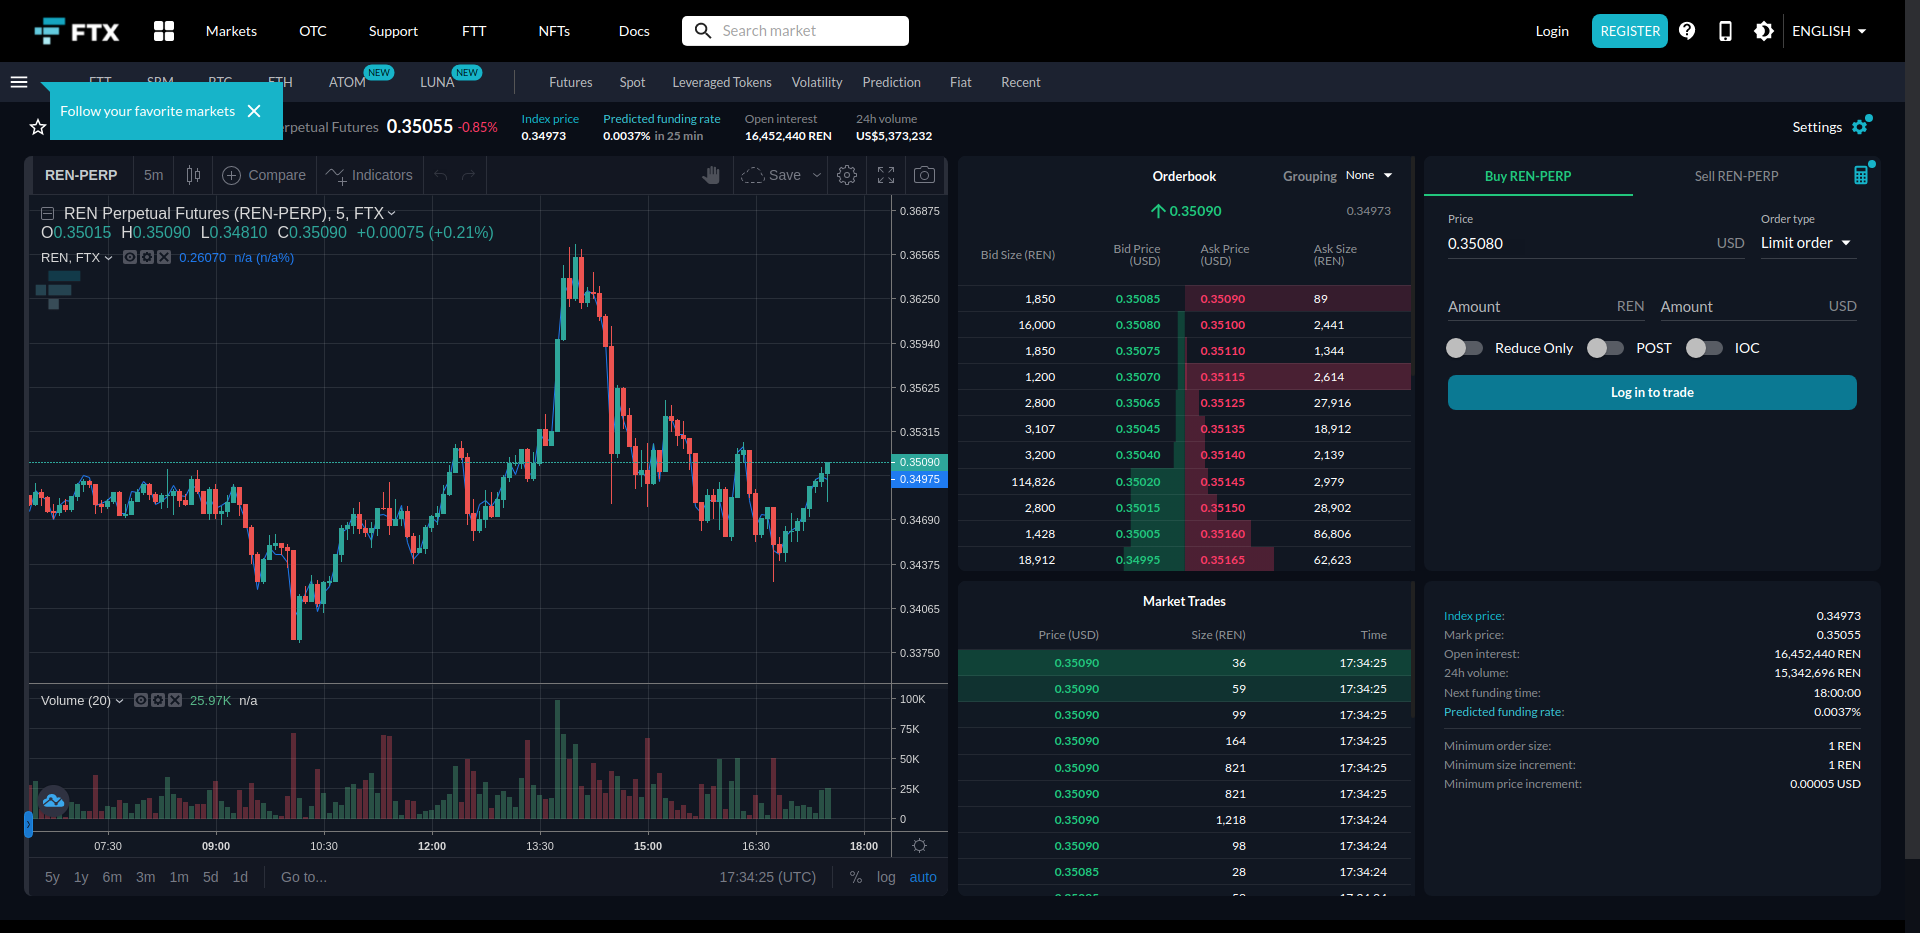 FTX Markets OTC Support FTT NFTs Docs Search market Login REGISTER ENGLISH
FTT SRM BTC ETH ATOM NEW LUNA NEW Futures Spot Leveraged Tokens Volatility Prediction Fiat Recent
Follow your favorite markets
Perpetual Futures 0.35055 -0.85%
Index price
0.34973
Predicted funding rate
0.0037% in 25 min
Open interest
16,452,440 REN
24h volume
US$5,373,232
Settings
REN-PERP 5m Compare Indicators Save
REN Perpetual Futures (REN-PERP), 5, FTX
O0.35015 H0.35090 L0.34810 C0.35090 +0.00075 (+0.21%)
REN, FTX 0.26070 n/a (n/a%)
0.36875
0.36565
0.36250
0.35940
0.35625
0.35315
0.35090
0.34975
0.34690
0.34375
0.34065
0.33750
Volume (20) 25.97K n/a
100K
75K
50K
25K
0
07:30 09:00 10:30 12:00 13:30 15:00 16:30 18:00
5y 1y 6m 3m 1m 5d 1d Go to... 17:34:25 (UTC) % log auto
Orderbook Grouping None
0.35090 0.34973
Bid Size (REN) Bid Price (USD) Ask Price (USD) Ask Size (REN)
1,850 0.35085 0.35090 89
16,000 0.35080 0.35100 2,441
1,850 0.35075 0.35110 1,344
1,200 0.35070 0.35115 2,614
2,800 0.35065 0.35125 27,916
3,107 0.35045 0.35135 18,912
3,200 0.35040 0.35140 2,139
114,826 0.35020 0.35145 2,979
2,800 0.35015 0.35150 28,902
1,428 0.35005 0.35160 86,806
18,912 0.34995 0.35165 62,623
Market Trades
Price (USD) Size (REN) Time
0.35090 36 17:34:25
0.35090 59 17:34:25
0.35090 99 17:34:25
0.35090 164 17:34:25
0.35090 821 17:34:25
0.35090 821 17:34:25
0.35090 1,218 17:34:24
0.35090 98 17:34:24
0.35085 28 17:34:24
Buy REN-PERP Sell REN-PERP
Price Order type
0.35080 USD Limit order
Amount REN Amount USD
Reduce Only POST IOC
Log in to trade
Index price: 0.34973
Mark price: 0.35055
Open interest: 16,452,440 REN
24h volume: 15,342,696 REN
Next funding time: 18:00:00
Predicted funding rate: 0.0037%
Minimum order size: 1 REN
Minimum size increment: 1 REN
Minimum price increment: 0.00005 USD